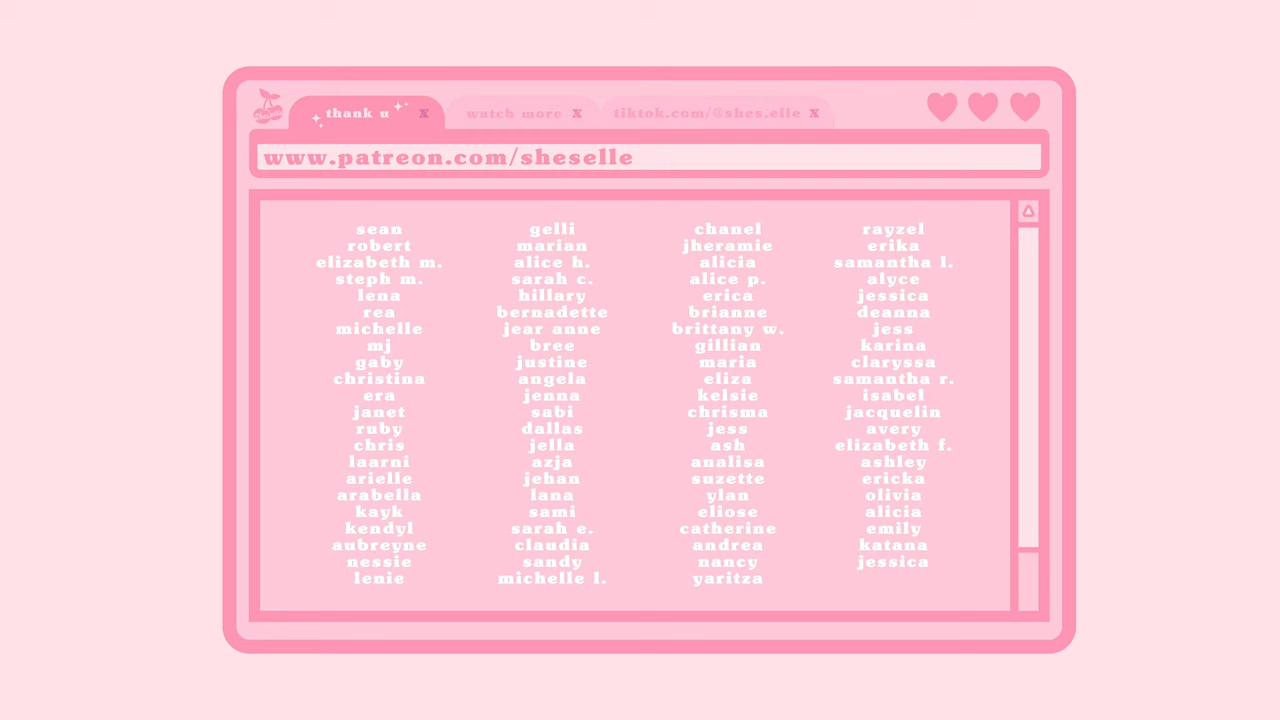 thank u x
watch more x
tiktok.com/@shes.elle x
www.patreon.com/sheselle
sean
robert
elizabeth m.
steph m.
lena
rea
michelle
mj
gaby
christina
era
janet
ruby
chris
laarni
arielle
arabella
kayk
kendyl
aubreyne
nessie
lenie
gelli
marian
alice h.
sarah c.
hillary
bernadette
jear anne
bree
justine
angela
jenna
sabi
dallas
jella
azja
jehan
lana
sami
sarah e.
claudia
sandy
michelle l.
chanel
jheramie
alicia
alice p.
erica
brianne
brittany w.
gillian
maria
eliza
kelsie
chrisma
jess
ash
analisa
suzette
ylan
eliose
catherine
andrea
nancy
yaritza
rayzel
erika
samantha l.
alyce
jessica
deanna
jess
karina
claryssa
samantha r.
isabel
jacquelin
avery
elizabeth f.
ashley
ericka
olivia
alicia
emily
katana
jessica